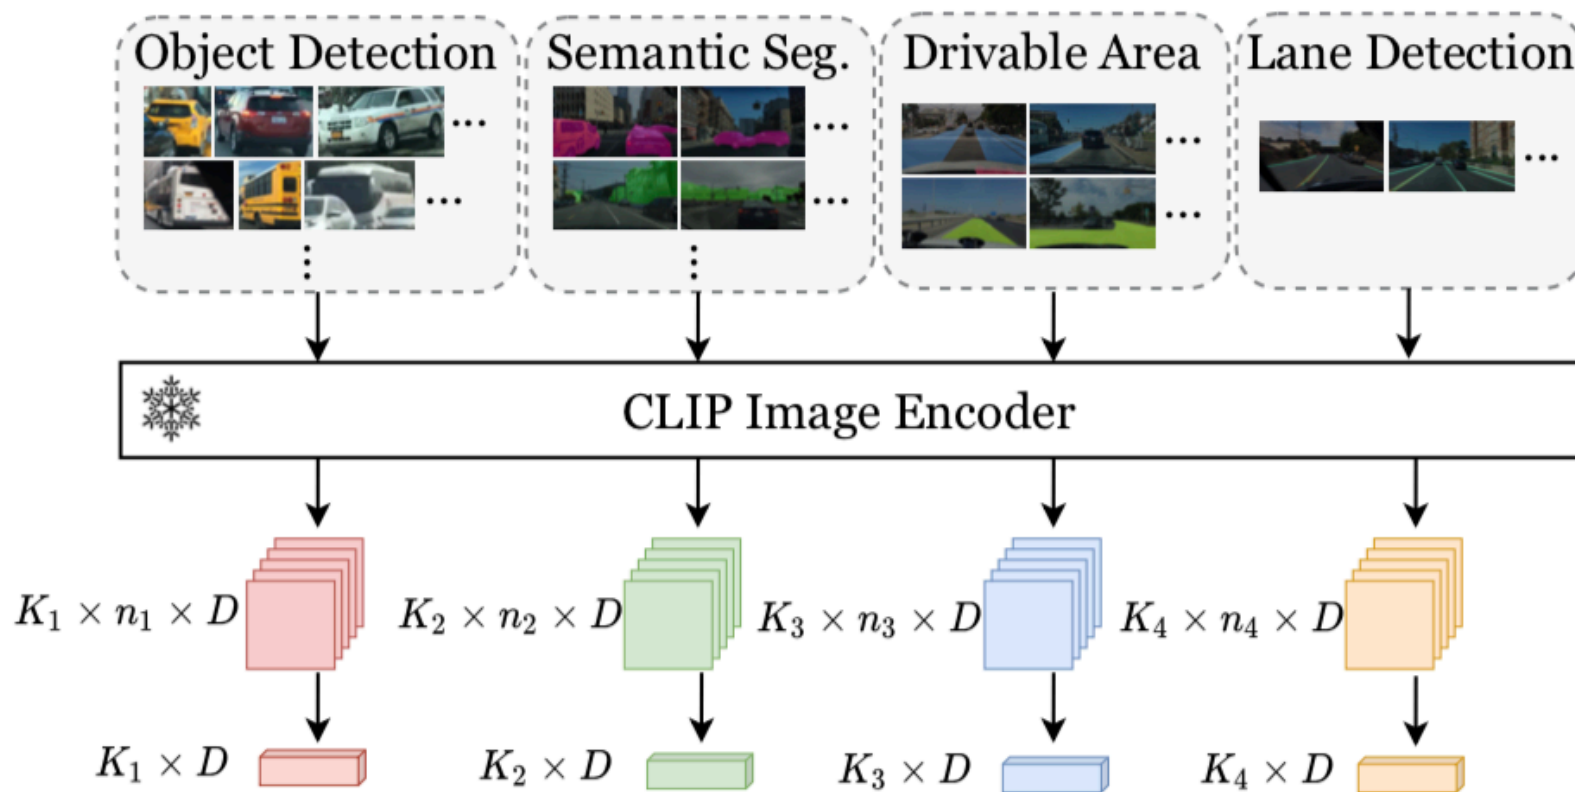 Object Detection
Semantic Seg.
Drivable Area
Lane Detection
...
...
...
...
...
...
...
CLIP Image Encoder
K₁ × n₁ × D
K₂ × n₂ × D
K₃ × n₃ × D
K₄ × n₄ × D
K₁ × D
K₂ × D
K₃ × D
K₄ × D